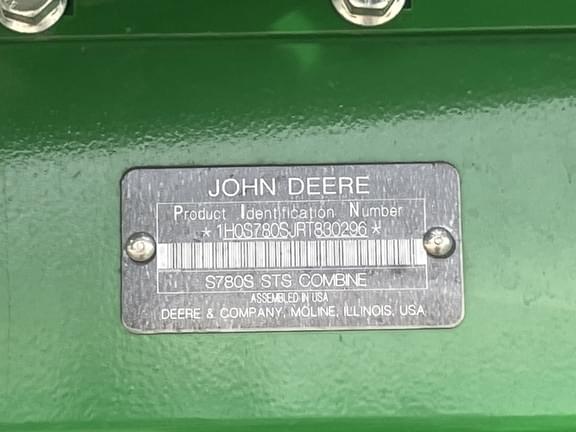 JOHN DEERE
Product Identification Number
*1H0S780SJRT830296*
S780S STS COMBINE
ASSEMBLED IN USA
DEERE & COMPANY, MOLINE, ILLINOIS, USA